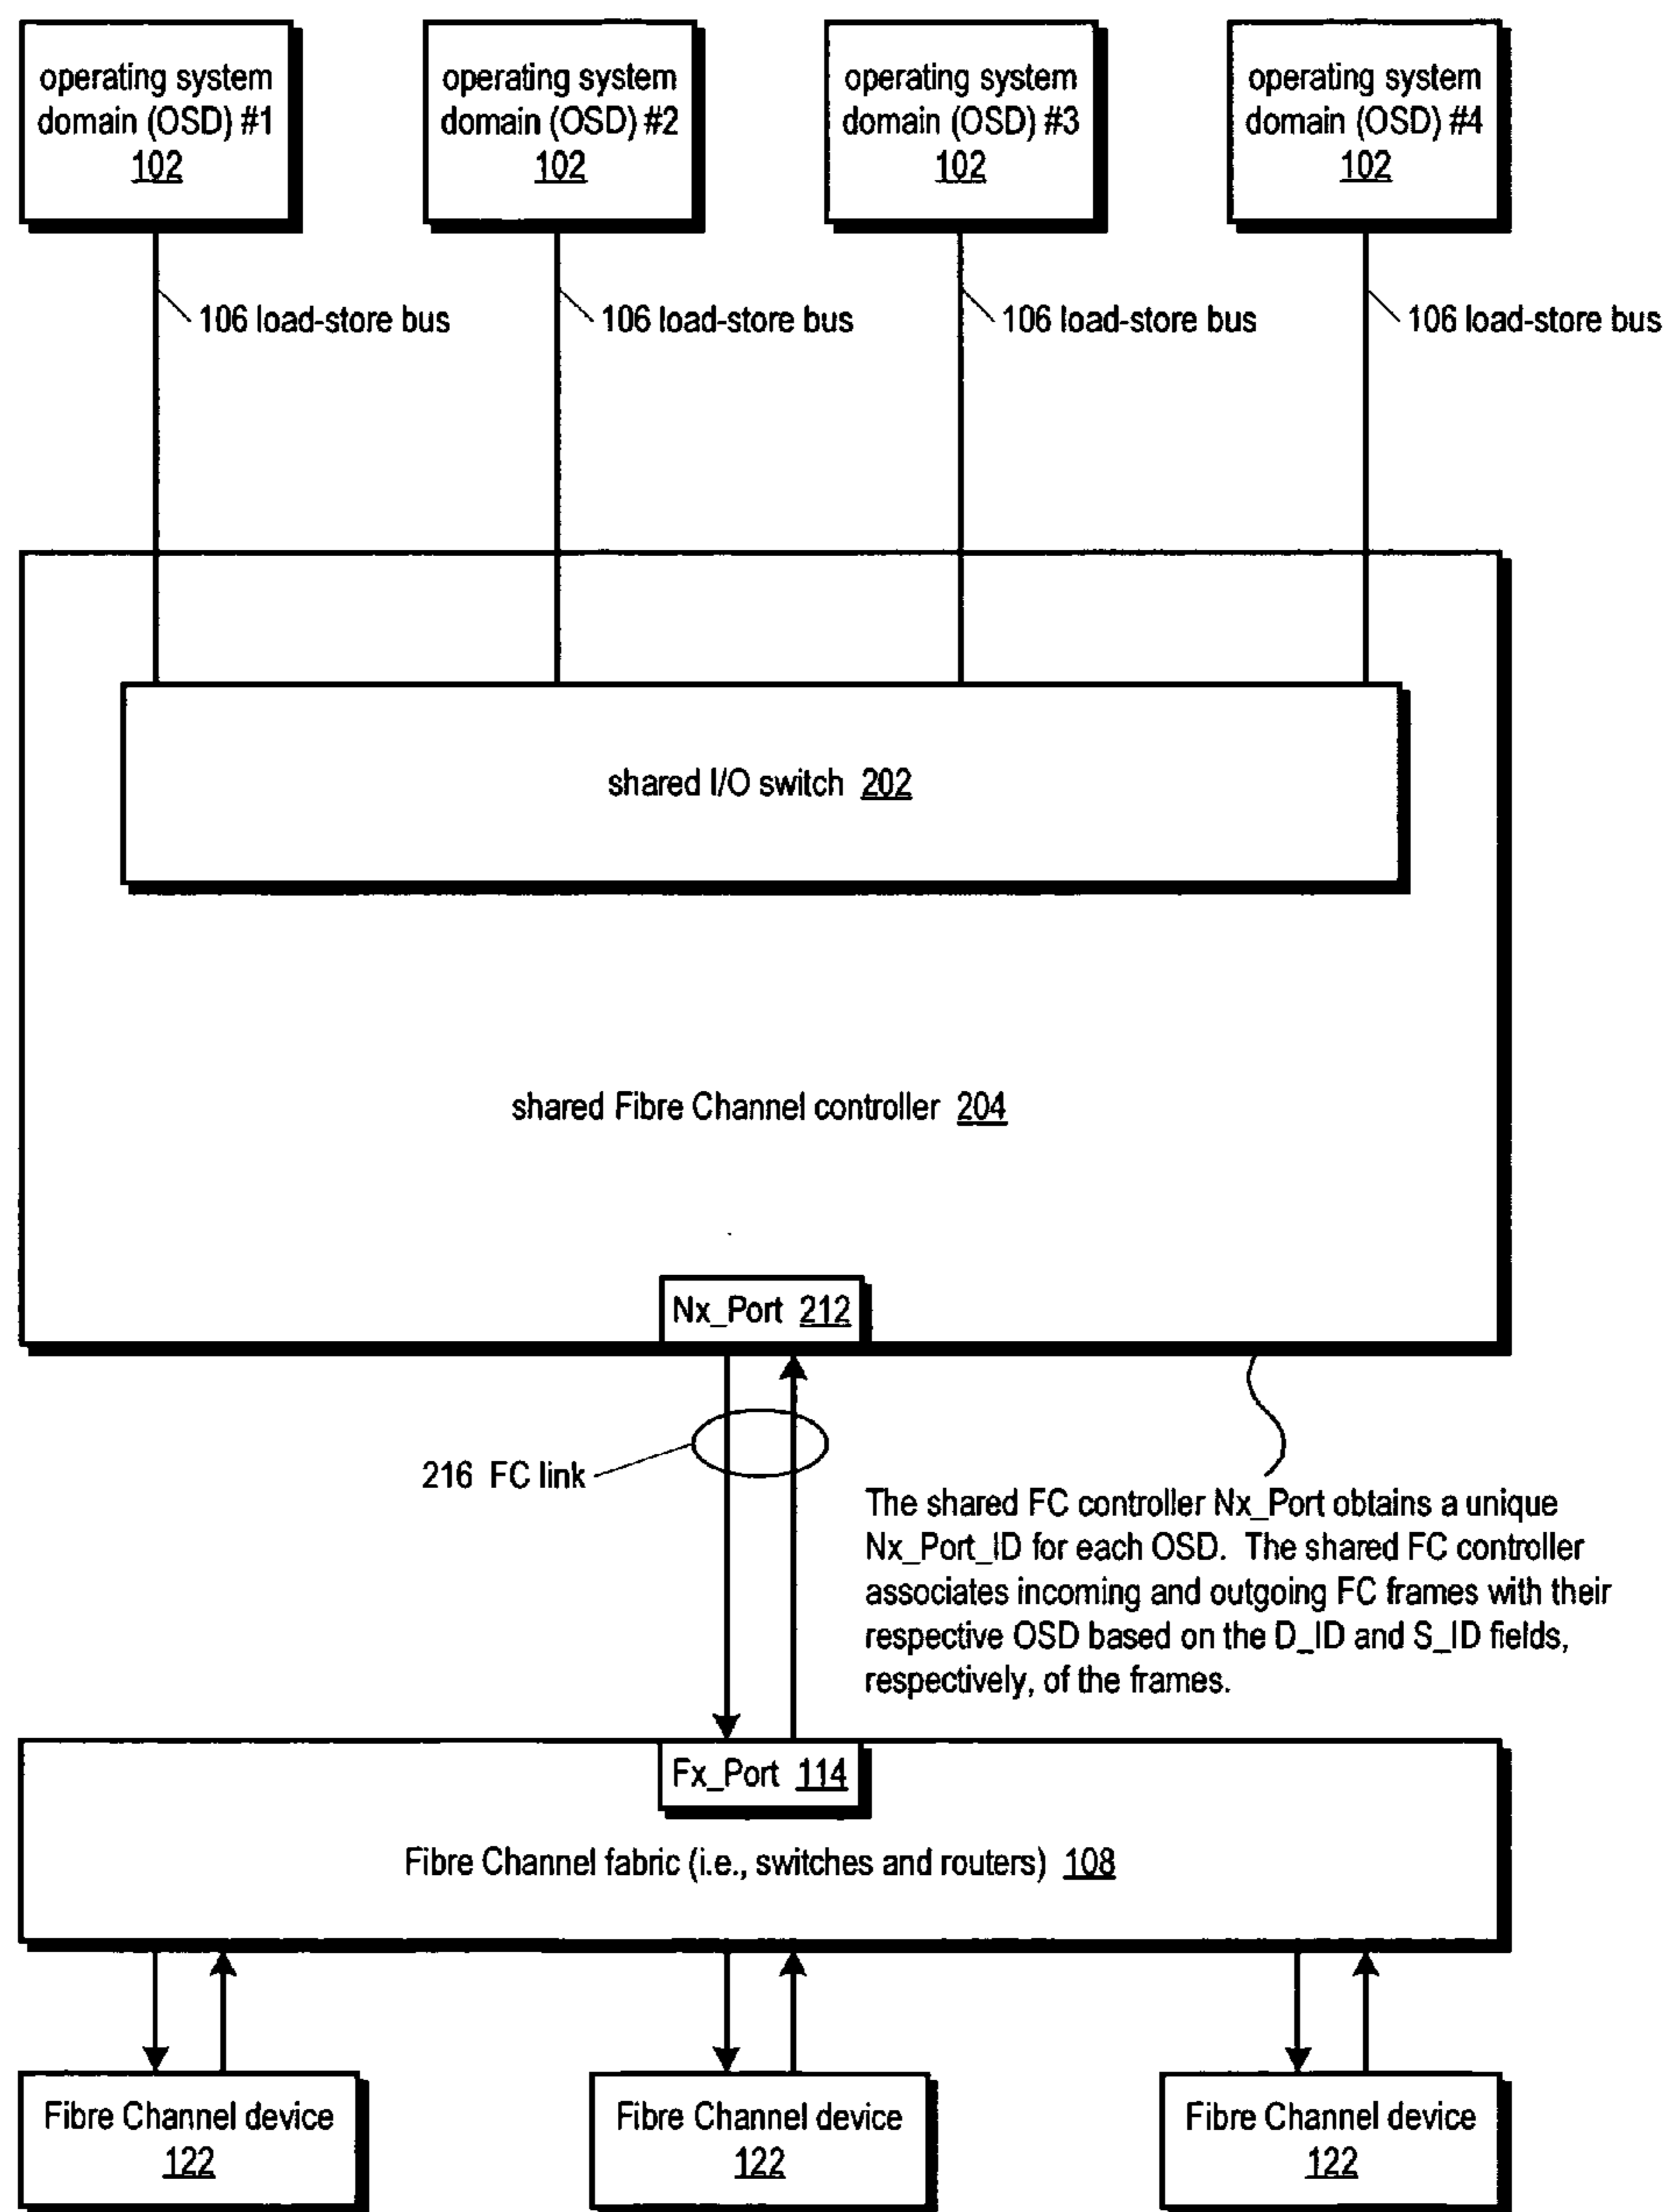 operating system
domain (OSD) #1
102
operating system
domain (OSD) #2
102
operating system
domain (OSD) #3
102
operating system
domain (OSD) #4
102
106 load-store bus
106 load-store bus
106 load-store bus
106 load-store bus
shared I/O switch 202
shared Fibre Channel controller 204
Nx_Port 212
216 FC link
The shared FC controller Nx_Port obtains a unique
Nx_Port_ID for each OSD. The shared FC controller
associates incoming and outgoing FC frames with their
respective OSD based on the D_ID and S_ID fields,
respectively, of the frames.
Fx_Port 114
Fibre Channel fabric (i.e., switches and routers) 108
Fibre Channel device
122
Fibre Channel device
122
Fibre Channel device
122